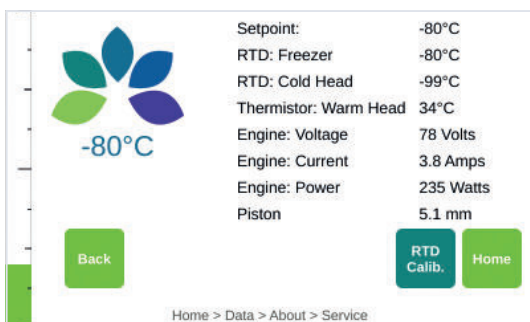 Setpoint: -80°C
RTD: Freezer -80°C
RTD: Cold Head -99°C
Thermistor: Warm Head 34°C
Engine: Voltage 78 Volts
Engine: Current 3.8 Amps
Engine: Power 235 Watts
Piston 5.1 mm
-80°C
Back
RTD
Calib.
Home
Home > Data > About > Service